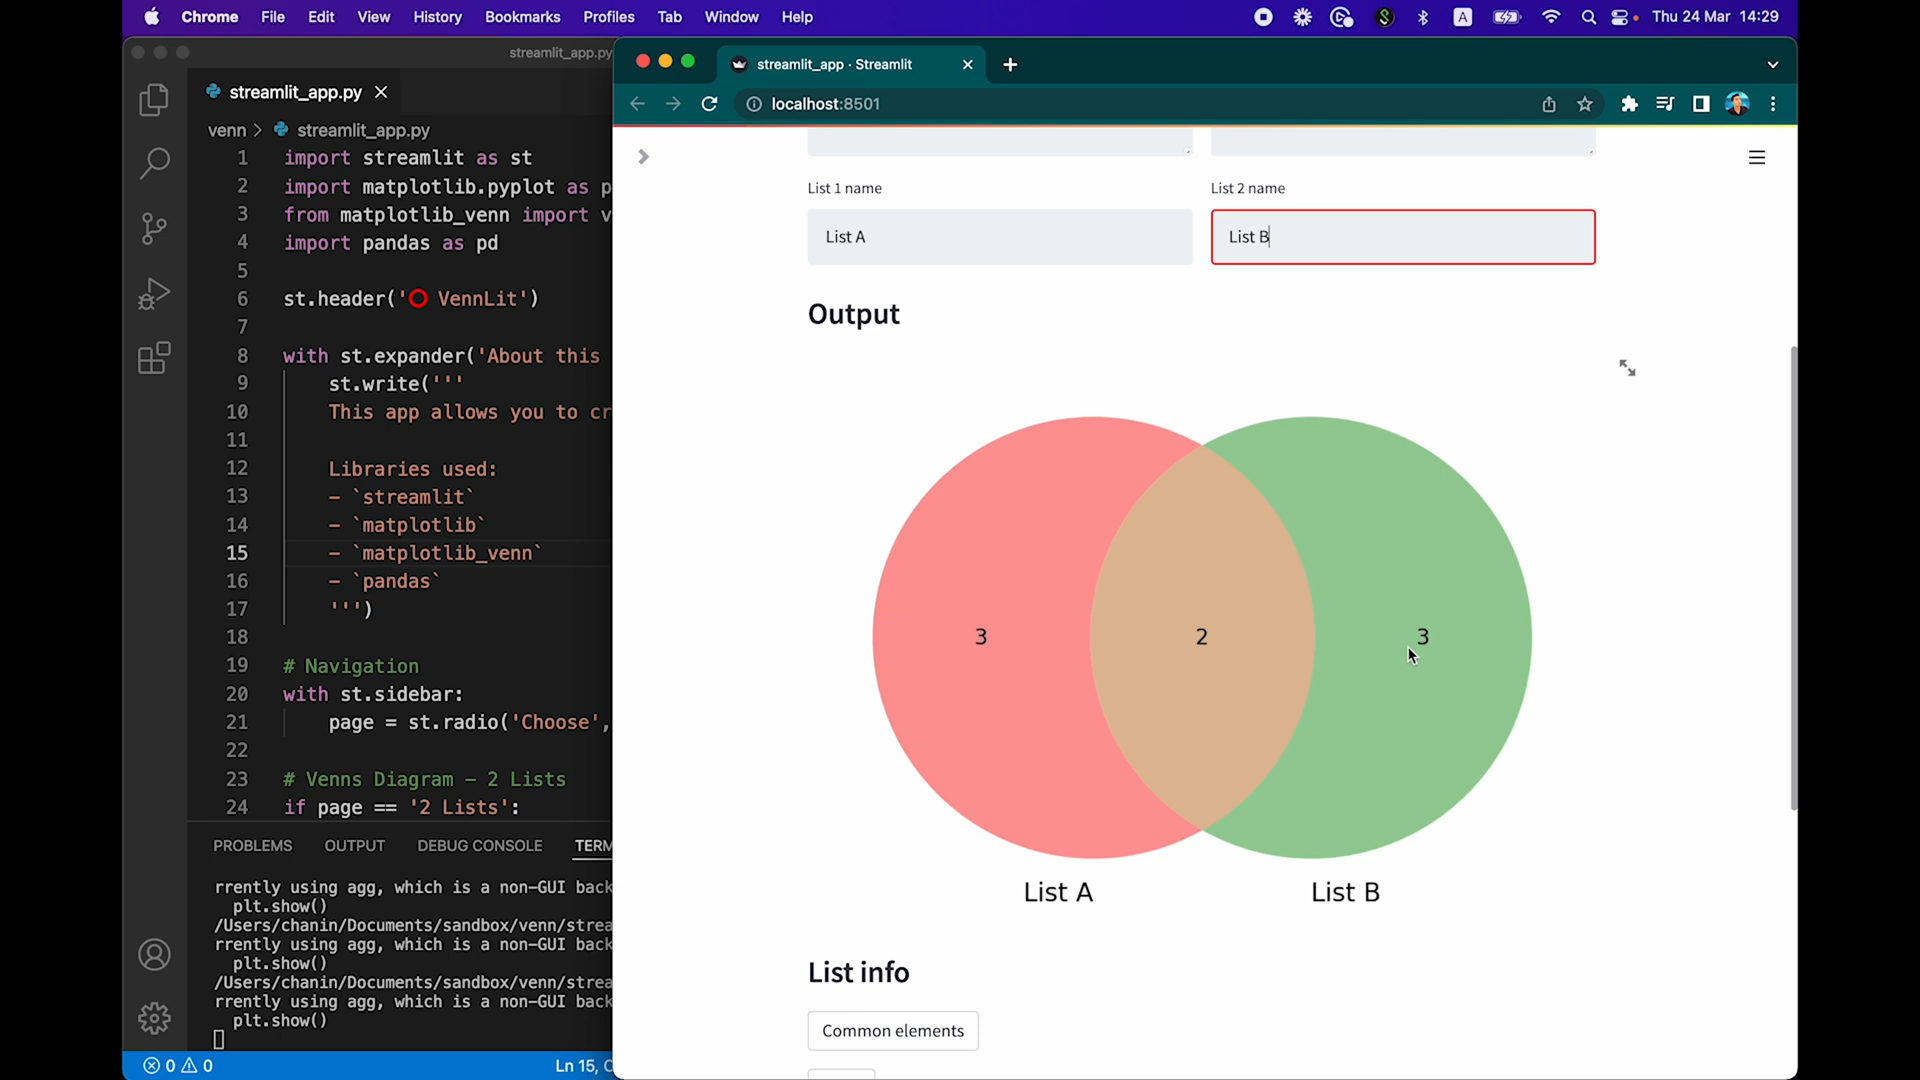 Chrome File Edit View History Bookmarks Profiles Tab Window Help
A
Thu 24 Mar 14:29
streamlit_app.py
streamlit_app.py
venn > streamlit_app.py
1 import streamlit as st
2 import matplotlib.pyplot as p
3 from matplotlib_venn import v
4 import pandas as pd
5
6 st.header('⭕ VennLit')
7
8 with st.expander('About this
9 st.write('''
10 This app allows you to cr
11
12 Libraries used:
13 - `streamlit`
14 - `matplotlib`
15 - `matplotlib_venn`
16 - `pandas`
17 ''')
18
19 # Navigation
20 with st.sidebar:
21 page = st.radio('Choose',
22
23 # Venns Diagram - 2 Lists
24 if page == '2 Lists':
PROBLEMS OUTPUT DEBUG CONSOLE TERM
rrently using agg, which is a non-GUI back
plt.show()
/Users/chanin/Documents/sandbox/venn/strea
rrently using agg, which is a non-GUI back
plt.show()
/Users/chanin/Documents/sandbox/venn/strea
rrently using agg, which is a non-GUI back
plt.show()
0 0 Ln 15, C
streamlit_app · Streamlit
localhost:8501
List 1 name
List 2 name
List A
List B
Output
3
2
3
List A
List B
List info
Common elements